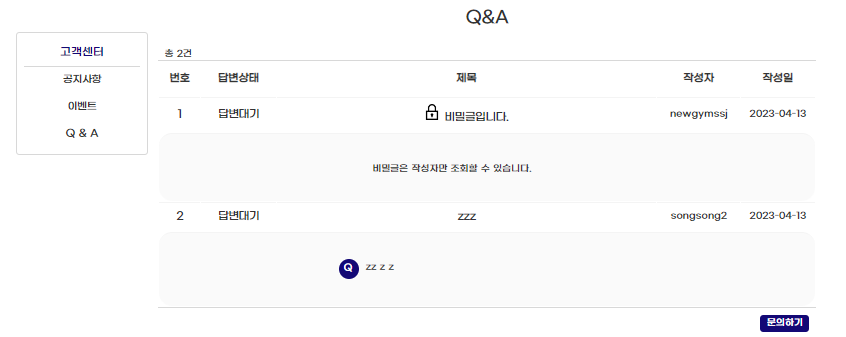 Q&A
고객센터
공지사항
이벤트
Q & A
총 2건
번호 답변상태 제목 작성자 작성일
1 답변대기 비밀글입니다. newgymssj 2023-04-13
비밀글은 작성자만 조회할 수 있습니다.
2 답변대기 zzz songsong2 2023-04-13
Q zz z z
문의하기